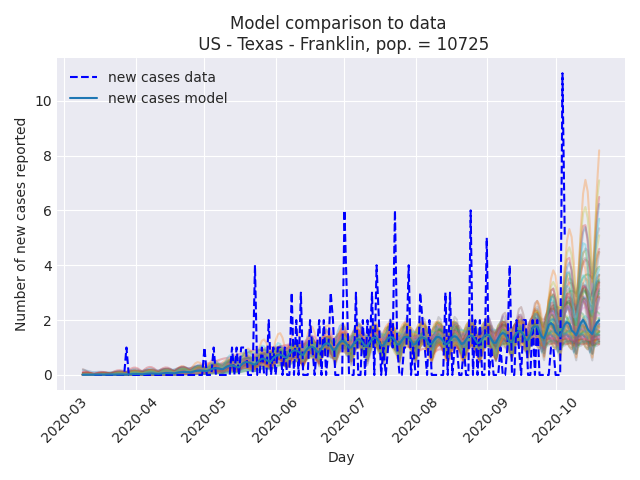 Model comparison to data
US - Texas - Franklin, pop. = 10725
new cases data
new cases model
Number of new cases reported
10
8
6
4
2
0
2020-03
2020-04
2020-05
2020-06
2020-07
2020-08
2020-09
2020-10
Day